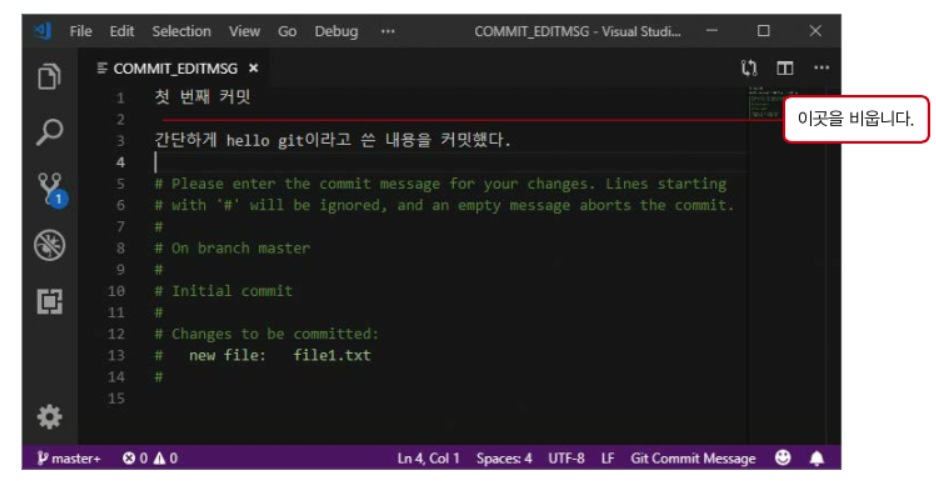 File Edit Selection View Go Debug ··· COMMIT_EDITMSG - Visual Studi...
COMMIT_EDITMSG
1 첫 번째 커밋
2
이곳을 비웁니다.
3 간단하게 hello git이라고 쓴 내용을 커밋했다.
4
5 # Please enter the commit message for your changes. Lines starting
6 # with '#' will be ignored, and an empty message aborts the commit.
7 #
8 # On branch master
9 #
10 # Initial commit
11 #
12 # Changes to be committed:
13 # new file: file1.txt
14 #
15
1
master+ 0 0 Ln 4, Col 1 Spaces: 4 UTF-8 LF Git Commit Message